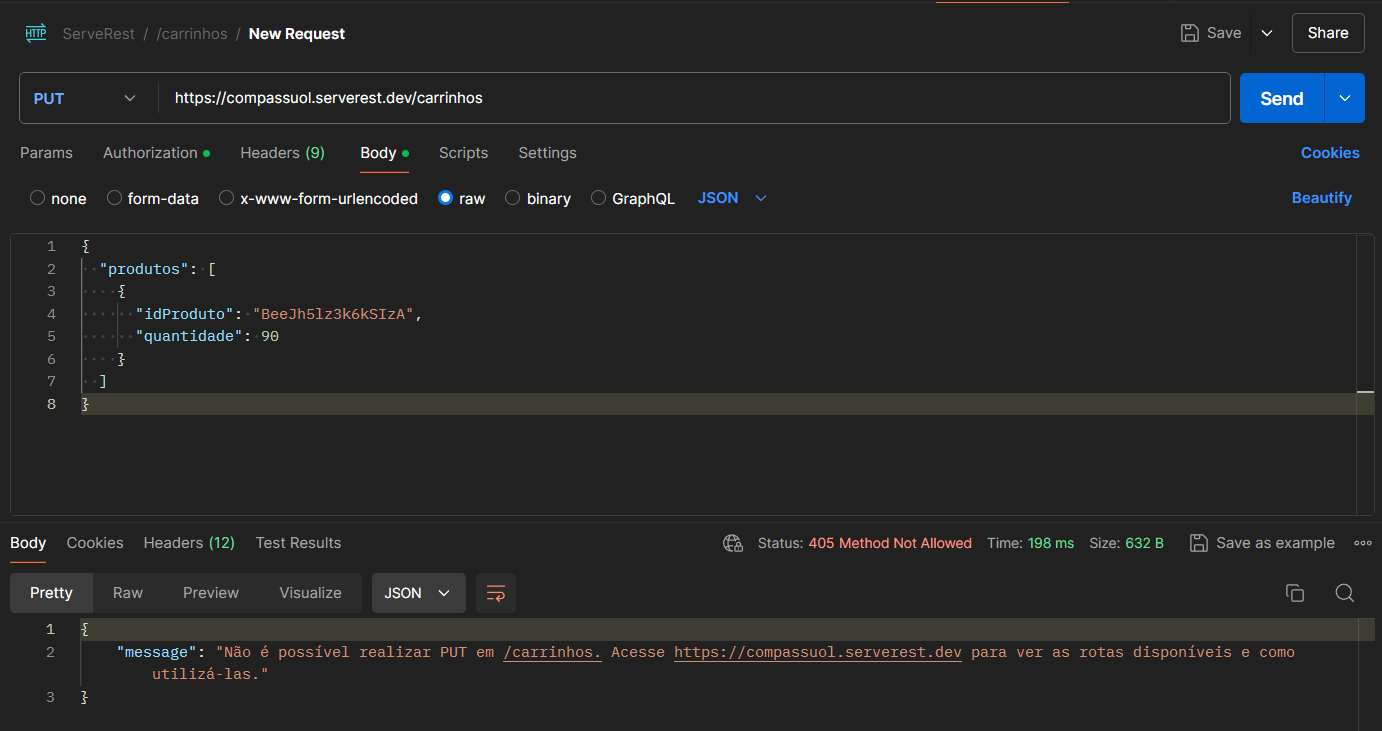 HTTP ServeRest / /carrinhos / New Request Save Share
PUT https://compassuol.serverest.dev/carrinhos Send
Params Authorization Headers (9) Body Scripts Settings Cookies
none form-data x-www-form-urlencoded raw binary GraphQL JSON Beautify
1 {
2 "produtos": [
3 {
4 "idProduto": "BeeJh5lz3k6kSIzA",
5 "quantidade": 90
6 }
7 ]
8 }
Body Cookies Headers (12) Test Results Status: 405 Method Not Allowed Time: 198 ms Size: 632 B Save as example
Pretty Raw Preview Visualize JSON
1 {
2 "message": "Não é possível realizar PUT em /carrinhos. Acesse https://compassuol.serverest.dev para ver as rotas disponíveis e como
utilizá-las."
3 }